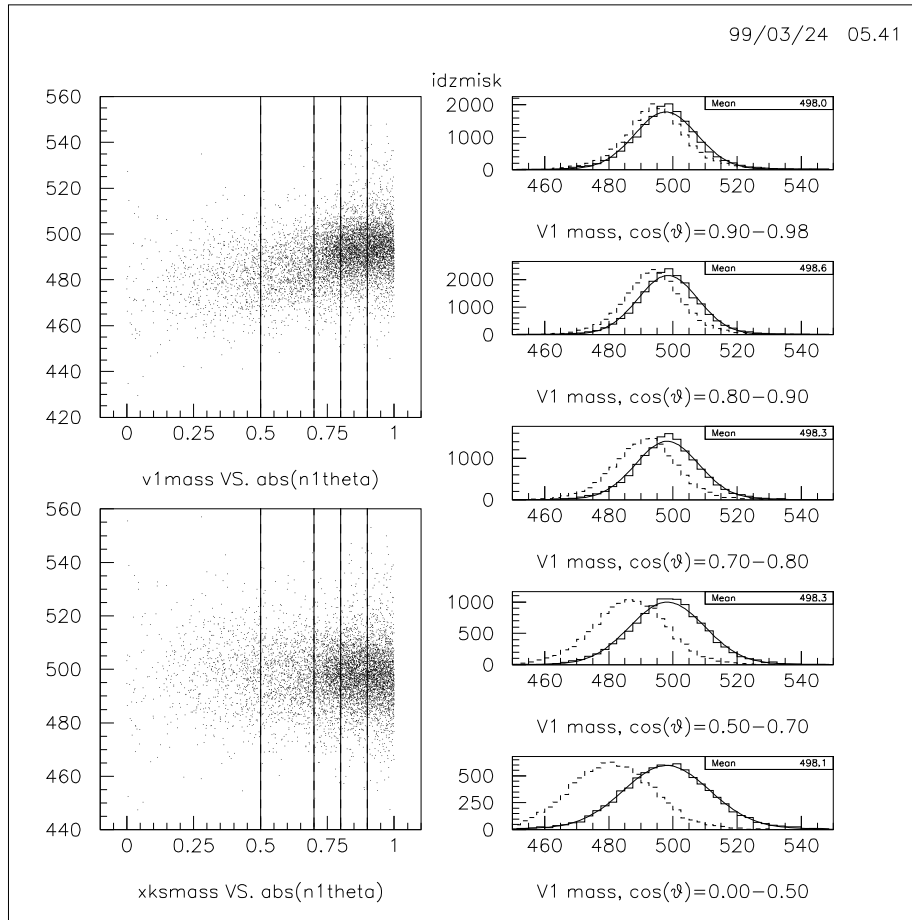 99/03/24 05.41
idzmisk
560
540
520
500
480
460
440
420
0 0.25 0.5 0.75 1
v1mass VS. abs(n1theta)
560
540
520
500
480
460
440
0 0.25 0.5 0.75 1
xksmass VS. abs(n1theta)
Mean 498.0
2000
1000
0
460 480 500 520 540
V1 mass, cos(ϑ)=0.90−0.98
Mean 498.6
2000
1000
0
460 480 500 520 540
V1 mass, cos(ϑ)=0.80−0.90
Mean 498.3
1000
0
460 480 500 520 540
V1 mass, cos(ϑ)=0.70−0.80
Mean 498.3
1000
500
0
460 480 500 520 540
V1 mass, cos(ϑ)=0.50−0.70
Mean 498.1
500
250
0
460 480 500 520 540
V1 mass, cos(ϑ)=0.00−0.50